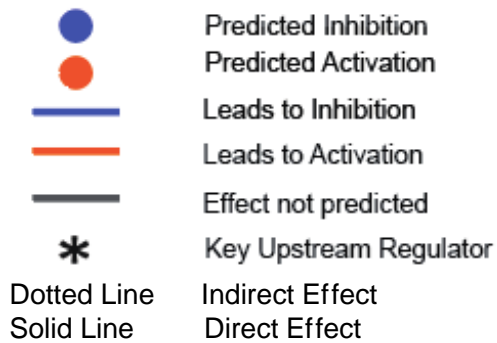 Predicted Inhibition
Predicted Activation
Leads to Inhibition
Leads to Activation
Effect not predicted
* Key Upstream Regulator
Dotted Line Indirect Effect
Solid Line Direct Effect